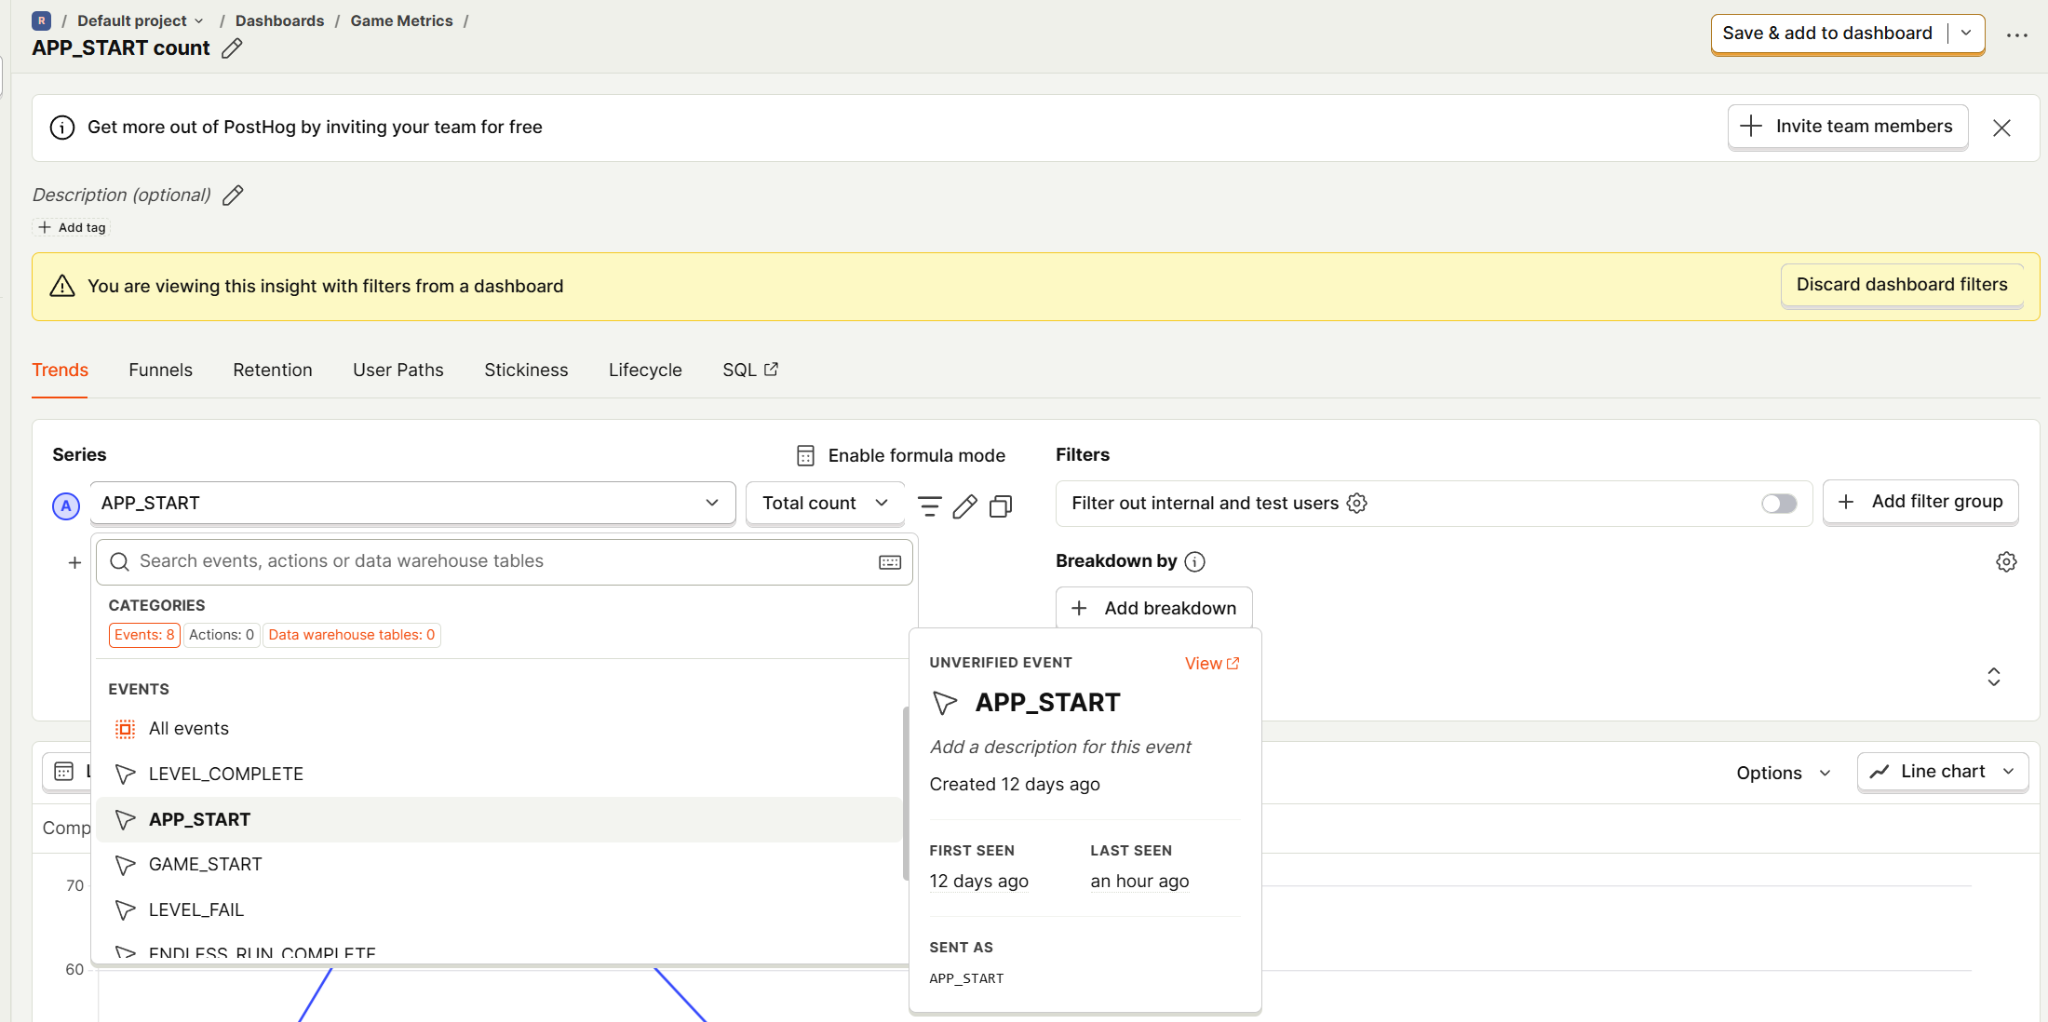 R / Default project / Dashboards / Game Metrics /
APP_START count
Save & add to dashboard
Get more out of PostHog by inviting your team for free
Invite team members
Description (optional)
Add tag
You are viewing this insight with filters from a dashboard
Discard dashboard filters
Trends Funnels Retention User Paths Stickiness Lifecycle SQL
Series
Enable formula mode
A APP_START Total count
Search events, actions or data warehouse tables
CATEGORIES
Events: 8 Actions: 0 Data warehouse tables: 0
EVENTS
All events
LEVEL_COMPLETE
APP_START
GAME_START
LEVEL_FAIL
ENDLESS_RUN_COMPLETE
Filters
Filter out internal and test users
Add filter group
Breakdown by
Add breakdown
UNVERIFIED EVENT View
APP_START
Add a description for this event
Created 12 days ago
FIRST SEEN LAST SEEN
12 days ago an hour ago
SENT AS
APP_START
Options Line chart
Comp
70
60